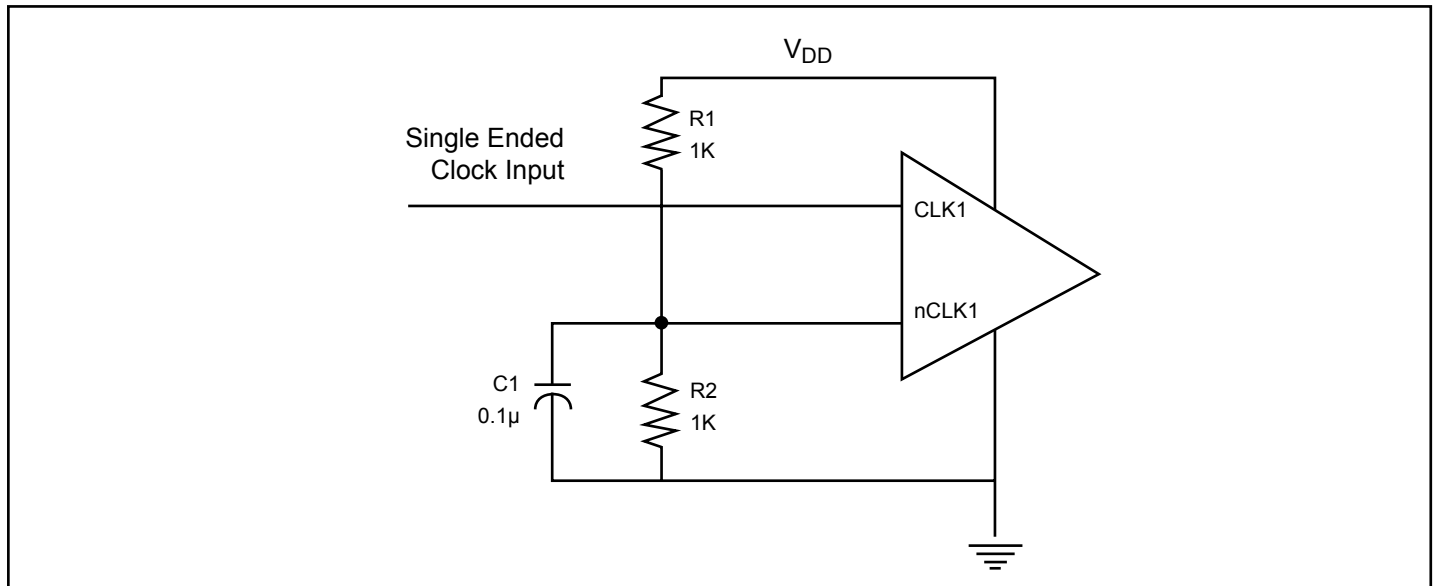 VDD
R1
1K
Single Ended
Clock Input
CLK1
nCLK1
C1
0.1µ
R2
1K